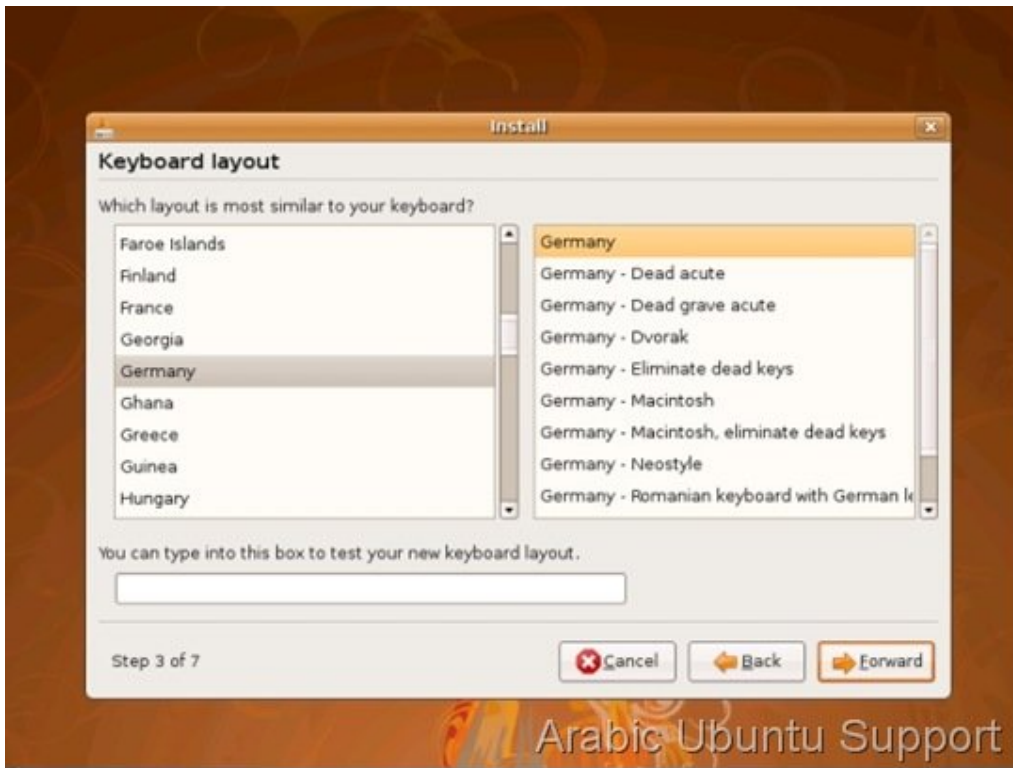 Install
Keyboard layout
Which layout is most similar to your keyboard?
Faroe Islands
Finland
France
Georgia
Germany
Ghana
Greece
Guinea
Hungary
Germany
Germany - Dead acute
Germany - Dead grave acute
Germany - Dvorak
Germany - Eliminate dead keys
Germany - Macintosh
Germany - Macintosh, eliminate dead keys
Germany - Neostyle
Germany - Romanian keyboard with German le
You can type into this box to test your new keyboard layout.
Step 3 of 7
Cancel
Back
Forward
Arabic Ubuntu Support